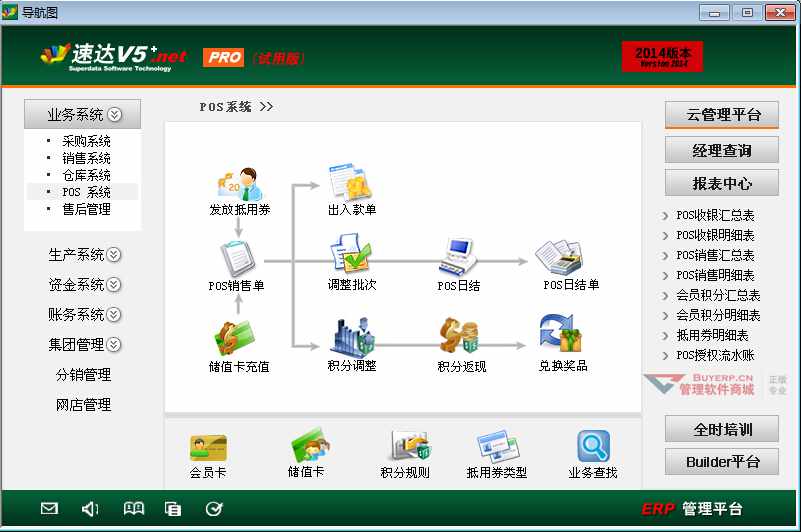 导航图
速达V5+.net PRO (试用版)
Superdata Software Technology
2014版本
Version 2014
业务系统
采购系统
销售系统
仓库系统
POS 系统
售后管理
生产系统
资金系统
账务系统
集团管理
分销管理
网店管理
POS系统 >>
发放抵用券
出入款单
POS销售单
调整批次
POS日结
POS日结单
储值卡充值
积分调整
积分返现
兑换奖品
会员卡
储值卡
积分规则
抵用券类型
业务查找
云管理平台
经理查询
报表中心
POS收银汇总表
POS收银明细表
POS销售汇总表
POS销售明细表
会员积分汇总表
会员积分明细表
抵用券明细表
POS授权流水账
BUYERP.CN
管理软件商城
正版
专业
全时培训
Builder平台
ERP 管理平台